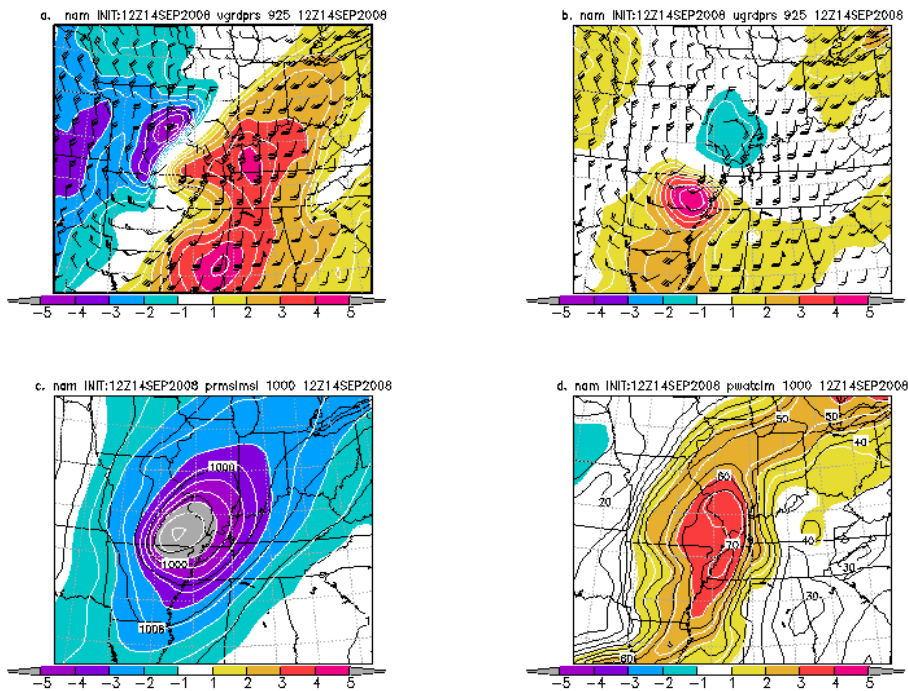 a. nam INIT:12Z14SEP2008 vgrdprs 925 12Z14SEP2008
b. nam INIT:12Z14SEP2008 ugrdprs 925 12Z14SEP2008
-5 -4 -3 -2 -1 1 2 3 4 5
-5 -4 -3 -2 -1 1 2 3 4 5
c. nam INIT:12Z14SEP2008 prmslmsl 1000 12Z14SEP2008
d. nam INIT:12Z14SEP2008 pwatclm 1000 12Z14SEP2008
1000
1000
1008
50
50
40
60
20
70
40
30
30
60
-5 -4 -3 -2 -1 1 2 3 4 5
-5 -4 -3 -2 -1 1 2 3 4 5